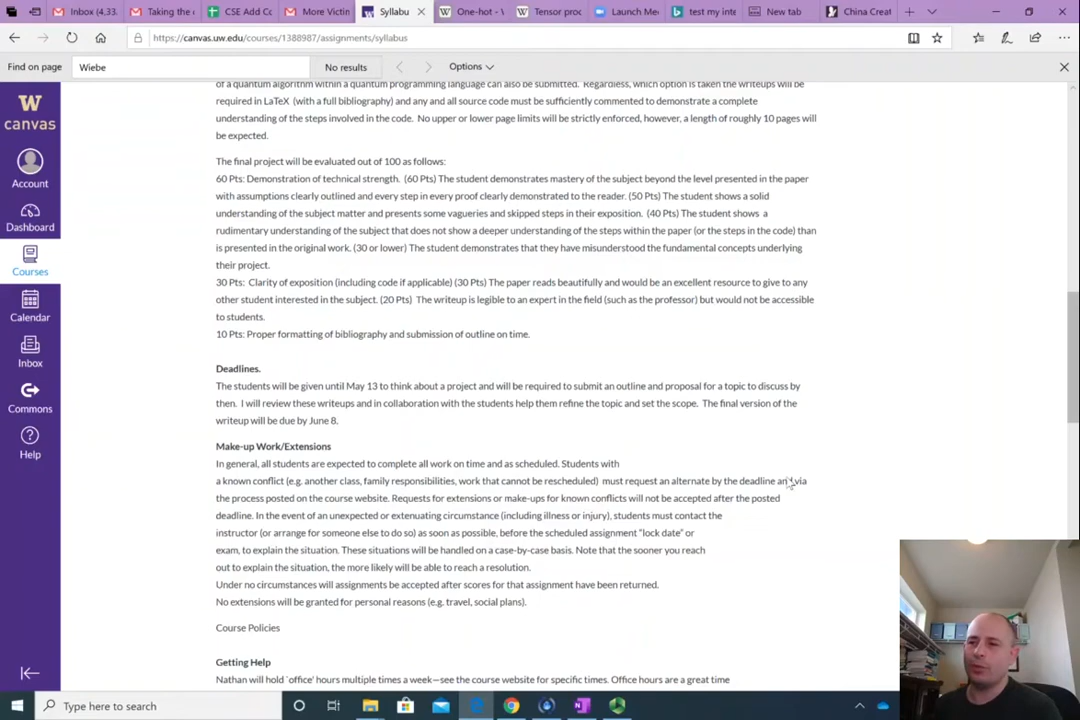 Inbox (4,33
Taking the
CSE Add Co
More Victin
Syllabu
One-hot - V
Tensor proc
Launch Mee
test my inte
New tab
China Creat
https://canvas.uw.edu/courses/1388987/assignments/syllabus
Find on page
Wiebe
No results
Options
of a quantum algorithm within a quantum programming language can also be submitted. Regardless, which option is taken the writeups will be
required in LaTeX (with a full bibliography) and any and all source code must be sufficiently commented to demonstrate a complete
understanding of the steps involved in the code. No upper or lower page limits will be strictly enforced, however, a length of roughly 10 pages will
be expected.
The final project will be evaluated out of 100 as follows:
60 Pts: Demonstration of technical strength. (60 Pts) The student demonstrates mastery of the subject beyond the level presented in the paper
with assumptions clearly outlined and every step in every proof clearly demonstrated to the reader. (50 Pts) The student shows a solid
understanding of the subject matter and presents some vagueries and skipped steps in their exposition. (40 Pts) The student shows a
rudimentary understanding of the subject that does not show a deeper understanding of the steps within the paper (or the steps in the code) than
is presented in the original work. (30 or lower) The student demonstrates that they have misunderstood the fundamental concepts underlying
their project.
30 Pts: Clarity of exposition (including code if applicable) (30 Pts) The paper reads beautifully and would be an excellent resource to give to any
other student interested in the subject. (20 Pts) The writeup is legible to an expert in the field (such as the professor) but would not be accessible
to students.
10 Pts: Proper formatting of bibliography and submission of outline on time.
Deadlines.
The students will be given until May 13 to think about a project and will be required to submit an outline and proposal for a topic to discuss by
then. I will review these writeups and in collaboration with the students help them refine the topic and set the scope. The final version of the
writeup will be due by June 8.
Make-up Work/Extensions
In general, all students are expected to complete all work on time and as scheduled. Students with
a known conflict (e.g. another class, family responsibilities, work that cannot be rescheduled) must request an alternate by the deadline and via
the process posted on the course website. Requests for extensions or make-ups for known conflicts will not be accepted after the posted
deadline. In the event of an unexpected or extenuating circumstance (including illness or injury), students must contact the
instructor (or arrange for someone else to do so) as soon as possible, before the scheduled assignment "lock date" or
exam, to explain the situation. These situations will be handled on a case-by-case basis. Note that the sooner you reach
out to explain the situation, the more likely will be able to reach a resolution.
Under no circumstances will assignments be accepted after scores for that assignment have been returned.
No extensions will be granted for personal reasons (e.g. travel, social plans).
Course Policies
Getting Help
Nathan will hold `office' hours multiple times a week—see the course website for specific times. Office hours are a great time
W
canvas
Account
Dashboard
Courses
Calendar
Inbox
Commons
Help
Type here to search